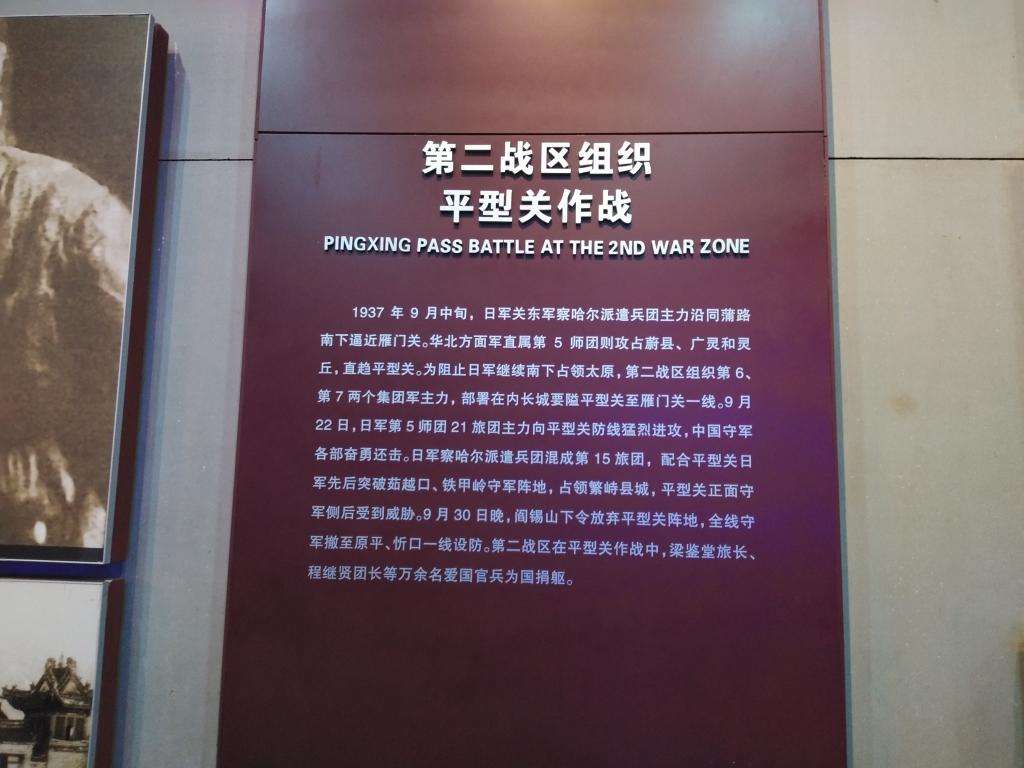 第二战区组织
平型关作战
PINGXING PASS BATTLE AT THE 2ND WAR ZONE
1937 年 9 月中旬，日军关东军察哈尔派遣兵团主力沿同蒲路
南下逼近雁门关。华北方面军直属第 5 师团则攻占蔚县、广灵和灵
丘，直趋平型关。为阻止日军继续南下占领太原，第二战区组织第 6、
第 7 两个集团军主力，部署在内长城要隘平型关至雁门关一线。9 月
22 日，日军第 5 师团 21 旅团主力向平型关防线猛烈进攻，中国守军
各部奋勇还击。日军察哈尔派遣兵团混成第 15 旅团，配合平型关日
军先后突破茹越口、铁甲岭守军阵地，占领繁峙县城，平型关正面守
军侧后受到威胁。9 月 30 日晚，阎锡山下令放弃平型关阵地，全线守
军撤至原平、忻口一线设防。第二战区在平型关作战中，梁鉴堂旅长、
程继贤团长等万余名爱国官兵为国捐躯。